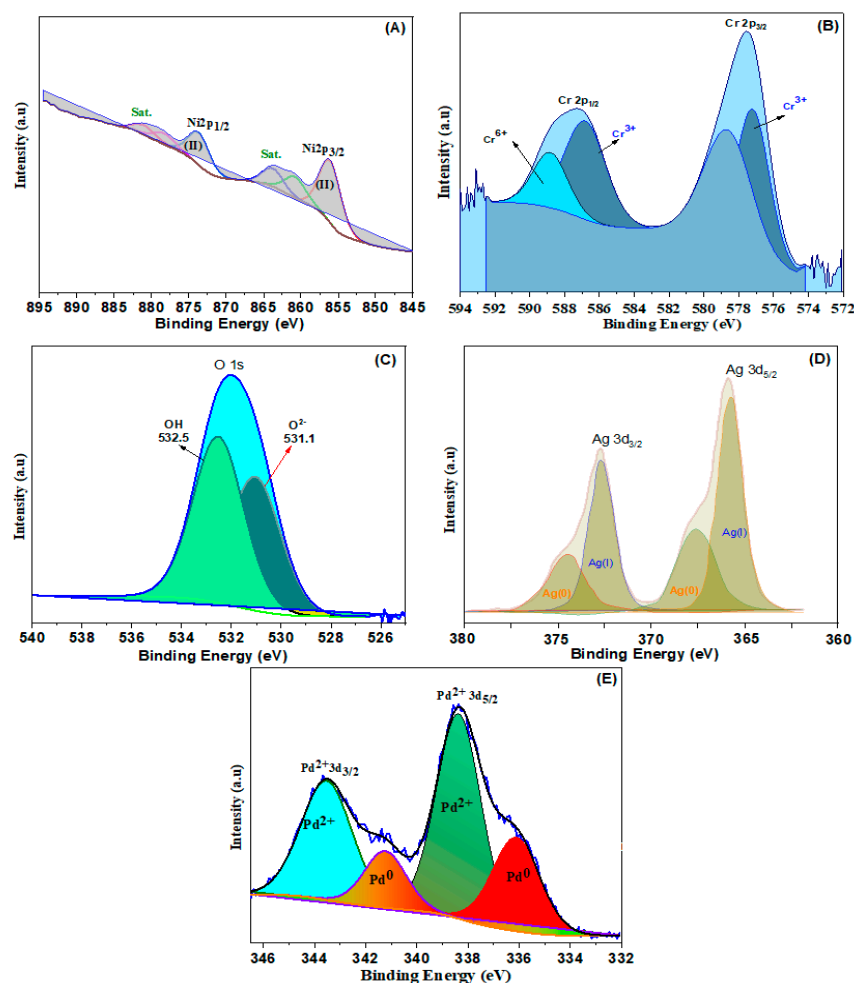 (A)
Sat.
Ni2p1/2
(II)
Sat.
Ni2p3/2
(II)
Intensity (a.u)
895 890 885 880 875 870 865 860 855 850 845
Binding Energy (eV)
(B)
Cr 2p3/2
Cr 2p1/2
Cr6+
Cr3+
Cr3+
Intensity (a.u)
594 592 590 588 586 584 582 580 578 576 574 572
Binding Energy (eV)
(C)
O 1s
OH
532.5
O2-
531.1
Intensity (a.u)
540 538 536 534 532 530 528 526
Binding Energy (eV)
(D)
Ag 3d5/2
Ag 3d3/2
Ag(0)
Ag(I)
Ag(0)
Ag(I)
Intensity (a.u)
380 375 370 365 360
Binding Energy (eV)
(E)
Pd2+ 3d5/2
Pd2+3d3/2
Pd2+
Pd0
Pd2+
Pd0
Intensity (a.u)
346 344 342 340 338 336 334 332
Binding Energy (eV)